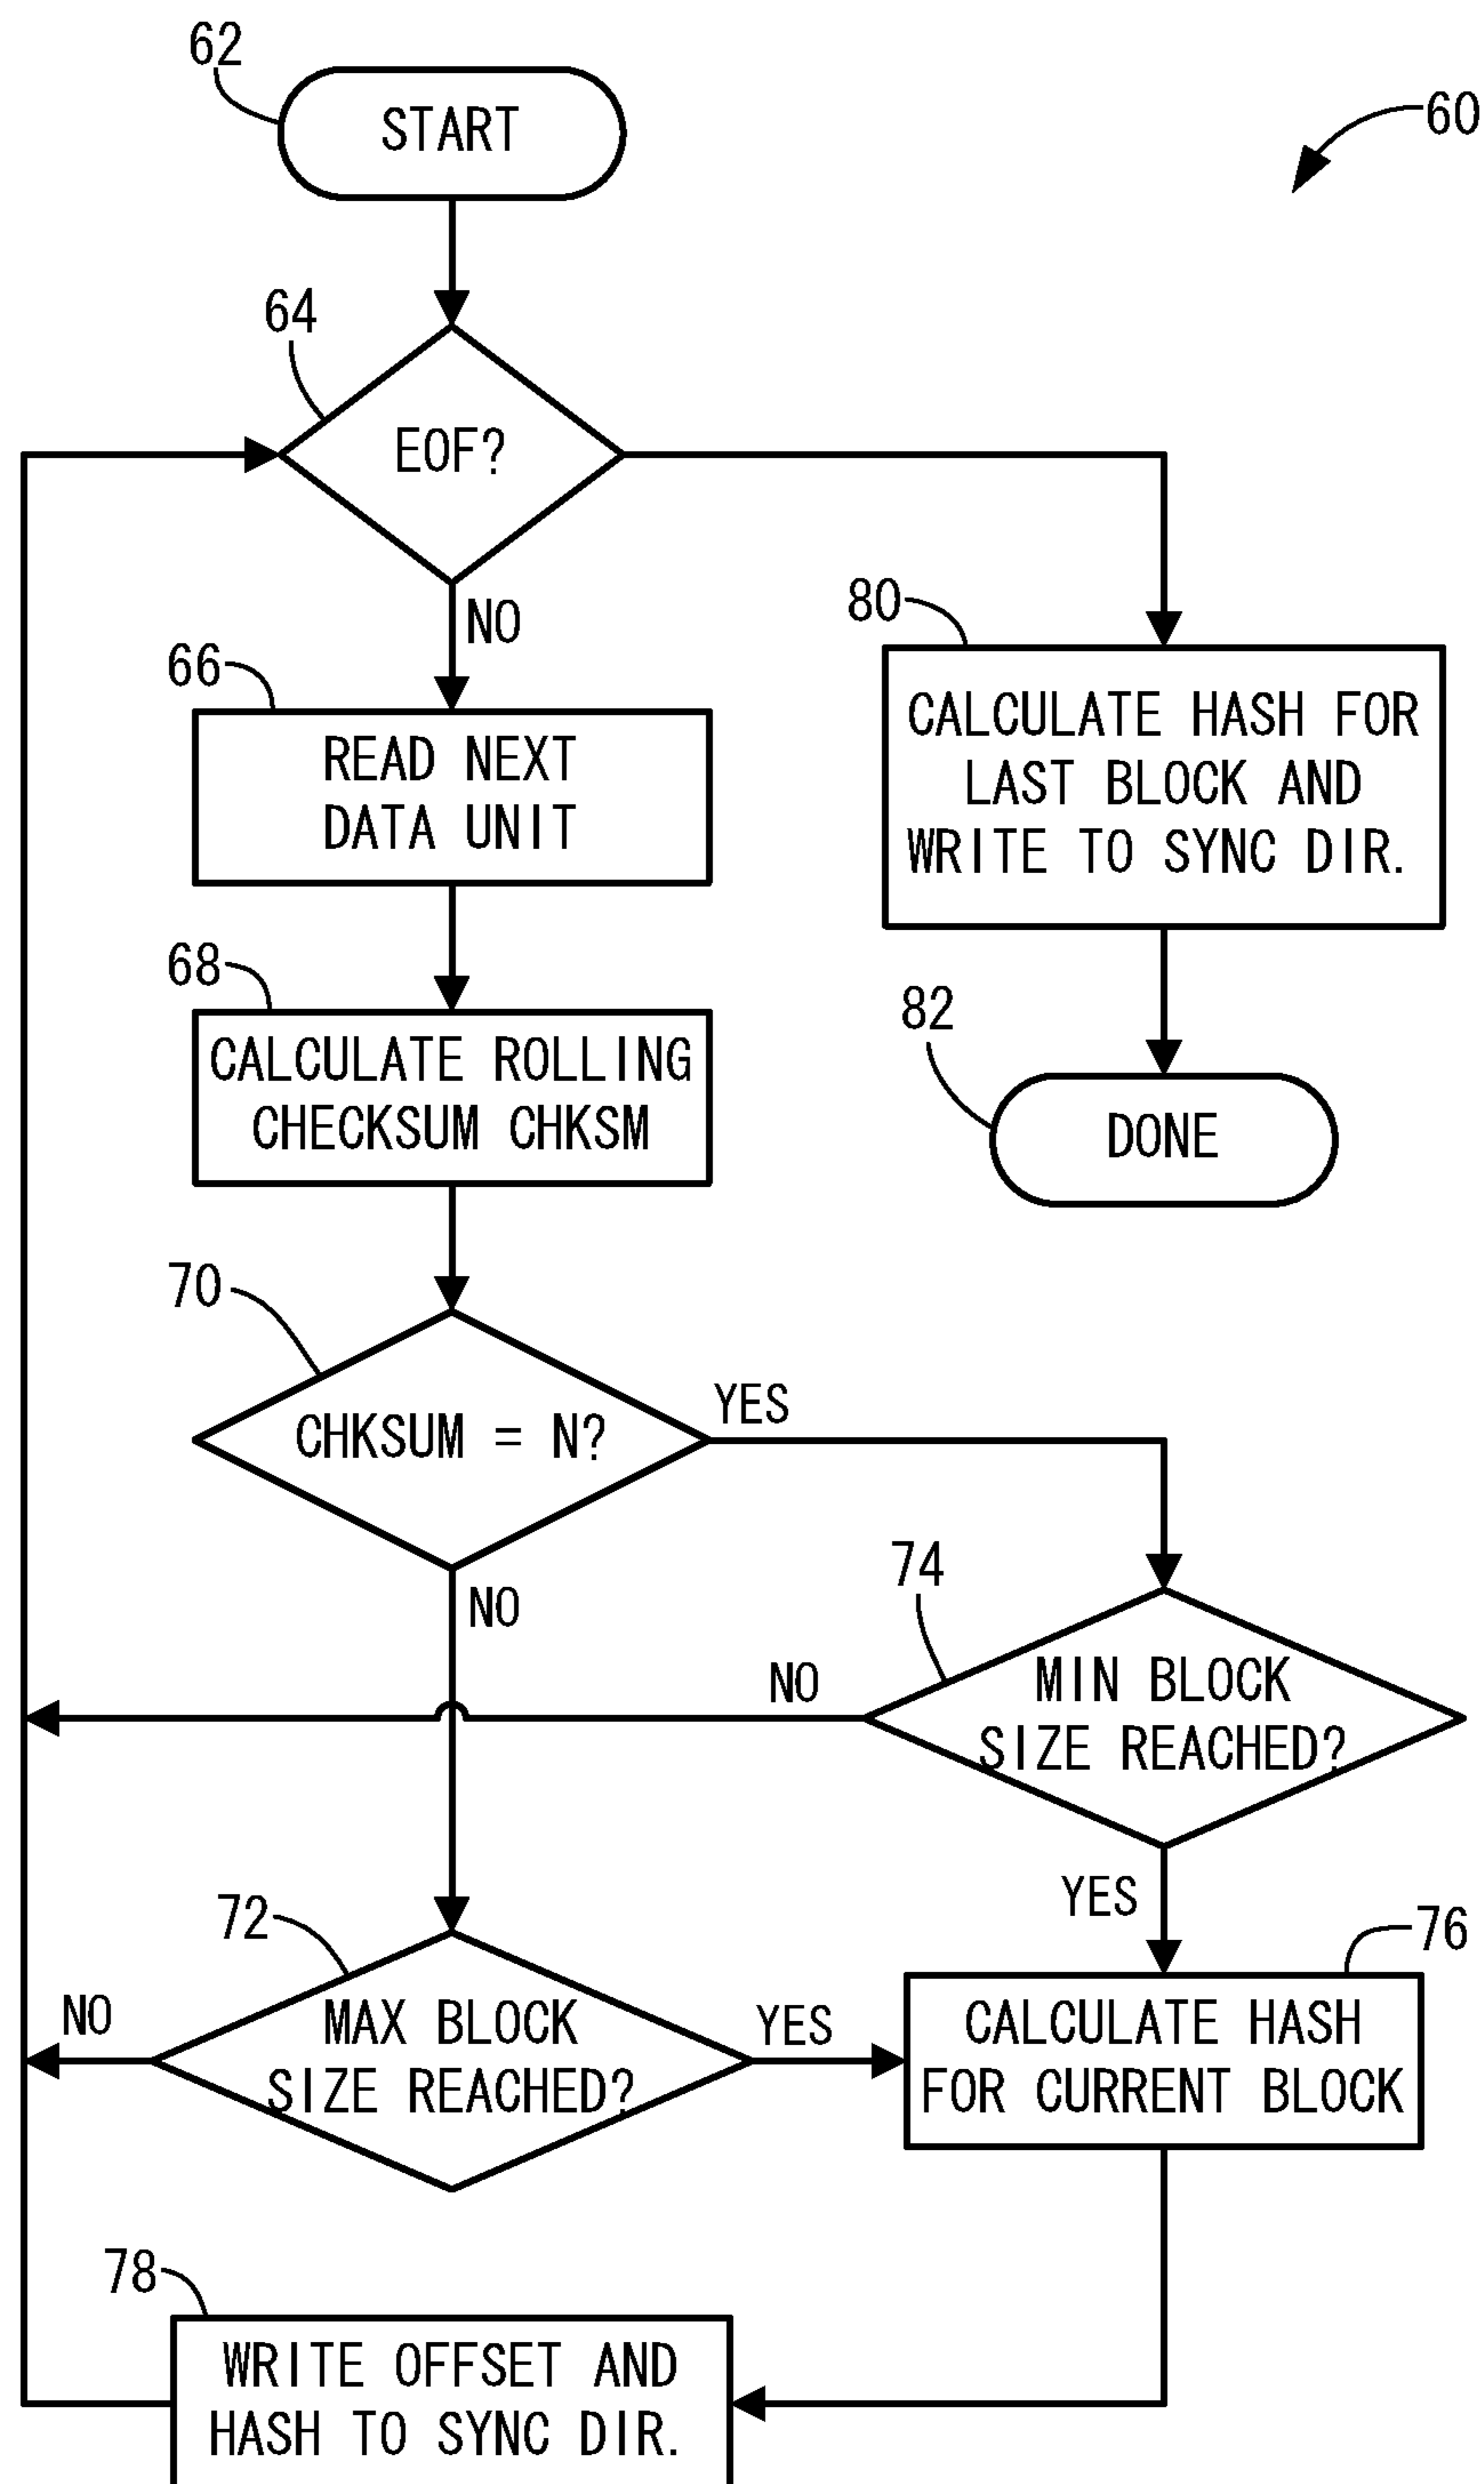 62
START
60
64
EOF?
NO
66
READ NEXT
DATA UNIT
80
CALCULATE HASH FOR
LAST BLOCK AND
WRITE TO SYNC DIR.
68
CALCULATE ROLLING
CHECKSUM CHKSM
82
DONE
70
CHKSUM = N?
YES
NO
74
MIN BLOCK
SIZE REACHED?
NO
YES
72
MAX BLOCK
SIZE REACHED?
NO
YES
76
CALCULATE HASH
FOR CURRENT BLOCK
78
WRITE OFFSET AND
HASH TO SYNC DIR.